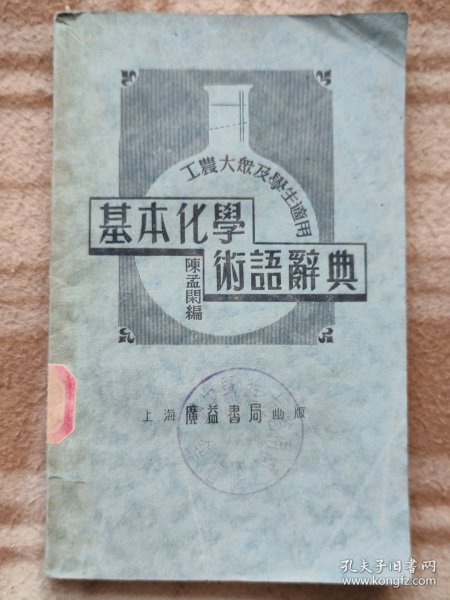 工農大眾及學生適用
基本化學
術語辭典
陳孟閑編
上海廣益書局出版
孔夫子旧书网
www.kongfz.com